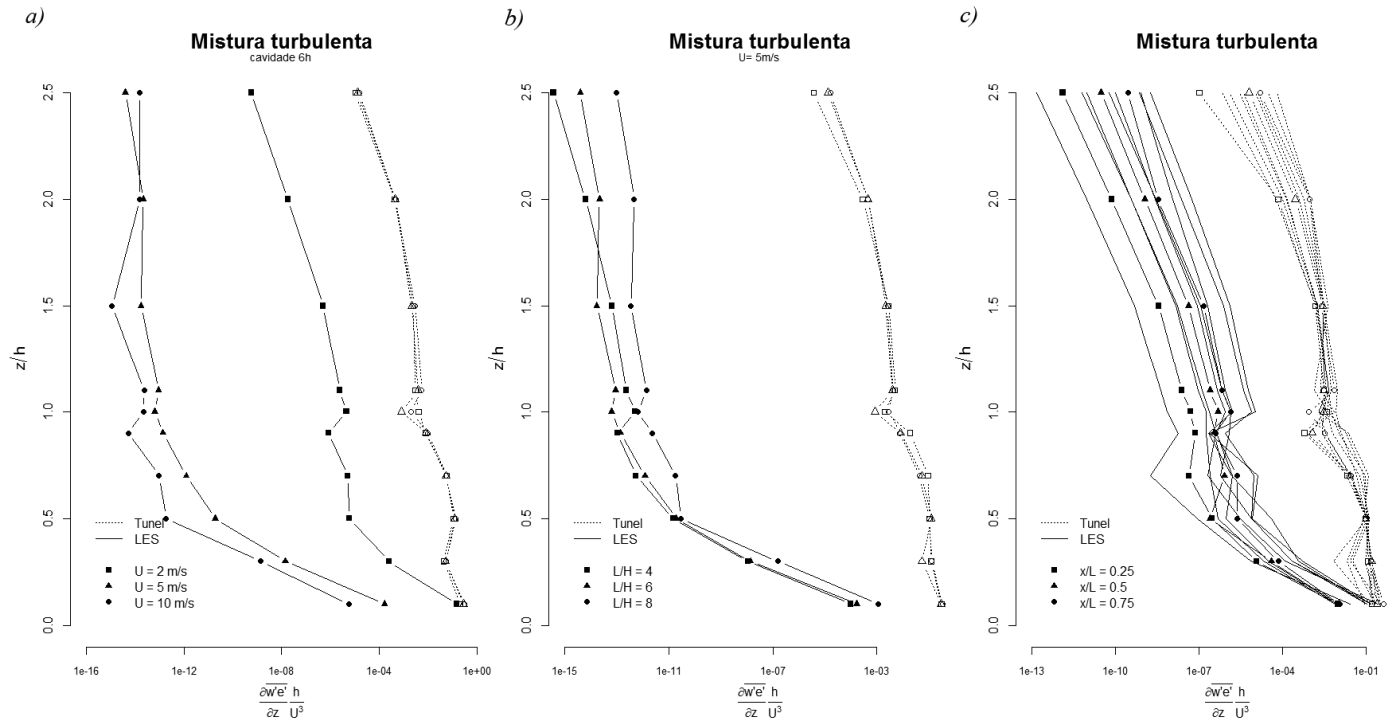 a)
Mistura turbulenta
cavidade 6h
z/h
2.5
2.0
1.5
1.0
0.5
0.0
Tunel
LES
U = 2 m/s
U = 5 m/s
U = 10 m/s
1e-16
1e-12
1e-08
1e-04
1e+00
∂w'e' h
∂z U³
b)
Mistura turbulenta
U= 5m/s
z/h
2.5
2.0
1.5
1.0
0.5
0.0
Tunel
LES
L/H = 4
L/H = 6
L/H = 8
1e-15
1e-11
1e-07
1e-03
∂w'e' h
∂z U³
c)
Mistura turbulenta
z/h
2.5
2.0
1.5
1.0
0.5
0.0
Tunel
LES
x/L = 0.25
x/L = 0.5
x/L = 0.75
1e-13
1e-10
1e-07
1e-04
1e-01
∂w'e' h
∂z U³